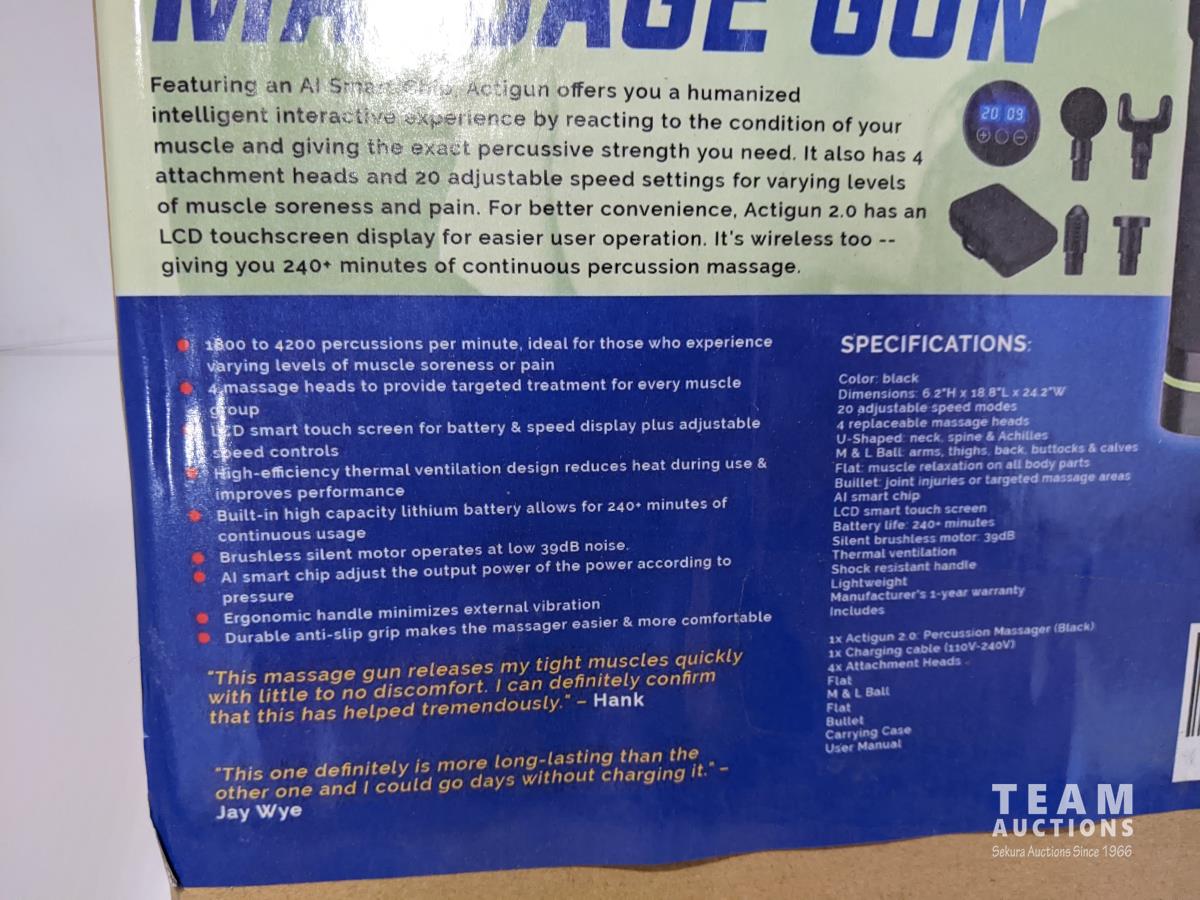 MASSAGE GUN
Featuring an AI Smart Chip, Actigun offers you a humanized
intelligent interactive experience by reacting to the condition of your
muscle and giving the exact percussive strength you need. It also has 4
attachment heads and 20 adjustable speed settings for varying levels
of muscle soreness and pain. For better convenience, Actigun 2.0 has an
LCD touchscreen display for easier user operation. It's wireless too --
giving you 240+ minutes of continuous percussion massage.
20 09
1800 to 4200 percussions per minute, ideal for those who experience
varying levels of muscle soreness or pain
4 massage heads to provide targeted treatment for every muscle
group
LCD smart touch screen for battery & speed display plus adjustable
speed controls
High-efficiency thermal ventilation design reduces heat during use &
improves performance
Built-in high capacity lithium battery allows for 240+ minutes of
continuous usage
Brushless silent motor operates at low 39dB noise.
AI smart chip adjust the output power of the power according to
pressure
Ergonomic handle minimizes external vibration
Durable anti-slip grip makes the massager easier & more comfortable
"This massage gun releases my tight muscles quickly
with little to no discomfort. I can definitely confirm
that this has helped tremendously." – Hank
"This one definitely is more long-lasting than the
other one and I could go days without charging it." –
Jay Wye
SPECIFICATIONS:
Color: black
Dimensions: 6.2"H x 18.8"L x 24.2"W
20 adjustable speed modes
4 replaceable massage heads
U-Shaped: neck, spine & Achilles
M & L Ball: arms, thighs, back, buttocks & calves
Flat: muscle relaxation on all body parts
Buillet: joint injuries or targeted massage areas
AI smart chip
LCD smart touch screen
Battery life: 240+ minutes
Silent brushless motor: 39dB
Thermal ventilation
Shock resistant handle
Lightweight
Manufacturer's 1-year warranty
Includes
1x Actigun 2.0: Percussion Massager (Black)
1x Charging cable (110V-240V)
4x Attachment Heads
Flat
M & L Ball
Flat
Bullet
Carrying Case
User Manual
TEAM
AUCTIONS
Sekura Auctions Since 1966